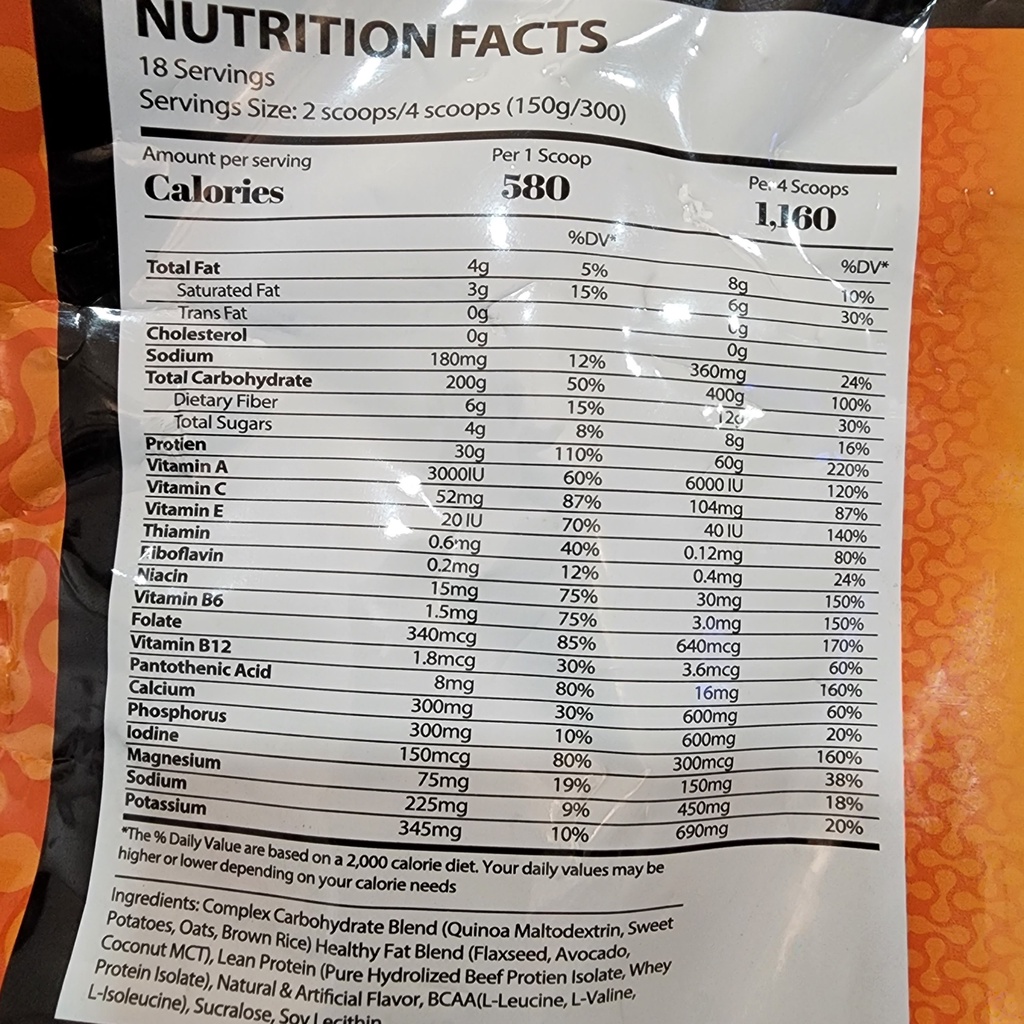 NUTRITION FACTS
18 Servings
Servings Size: 2 scoops/4 scoops (150g/300)
Amount per serving Per 1 Scoop Per 4 Scoops
Calories 580 1,160
%DV* %DV*
Total Fat 4g 5% 8g 10%
Saturated Fat 3g 15% 6g 30%
Trans Fat 0g 0g
Cholesterol 0g 0g
Sodium 180mg 12% 360mg 24%
Total Carbohydrate 200g 50% 400g 100%
Dietary Fiber 6g 15% 12g 30%
Total Sugars 4g 8% 8g 16%
Protien 30g 110% 60g 220%
Vitamin A 3000IU 60% 6000 IU 120%
Vitamin C 52mg 87% 104mg 87%
Vitamin E 20 IU 70% 40 IU 140%
Thiamin 0.6mg 40% 0.12mg 80%
Riboflavin 0.2mg 12% 0.4mg 24%
Niacin 15mg 75% 30mg 150%
Vitamin B6 1.5mg 75% 3.0mg 150%
Folate 340mcg 85% 640mcg 170%
Vitamin B12 1.8mcg 30% 3.6mcg 60%
Pantothenic Acid 8mg 80% 16mg 160%
Calcium 300mg 30% 600mg 60%
Phosphorus 300mg 10% 600mg 20%
Iodine 150mcg 80% 300mcg 160%
Magnesium 75mg 19% 150mg 38%
Sodium 225mg 9% 450mg 18%
Potassium 345mg 10% 690mg 20%
*The % Daily Value are based on a 2,000 calorie diet. Your daily values may be
higher or lower depending on your calorie needs
Ingredients: Complex Carbohydrate Blend (Quinoa Maltodextrin, Sweet
Potatoes, Oats, Brown Rice) Healthy Fat Blend (Flaxseed, Avocado,
Coconut MCT), Lean Protein (Pure Hydrolized Beef Protien Isolate, Whey
Protein Isolate), Natural & Artificial Flavor, BCAA(L-Leucine, L-Valine,
L-Isoleucine), Sucralose, Soy Lecithin